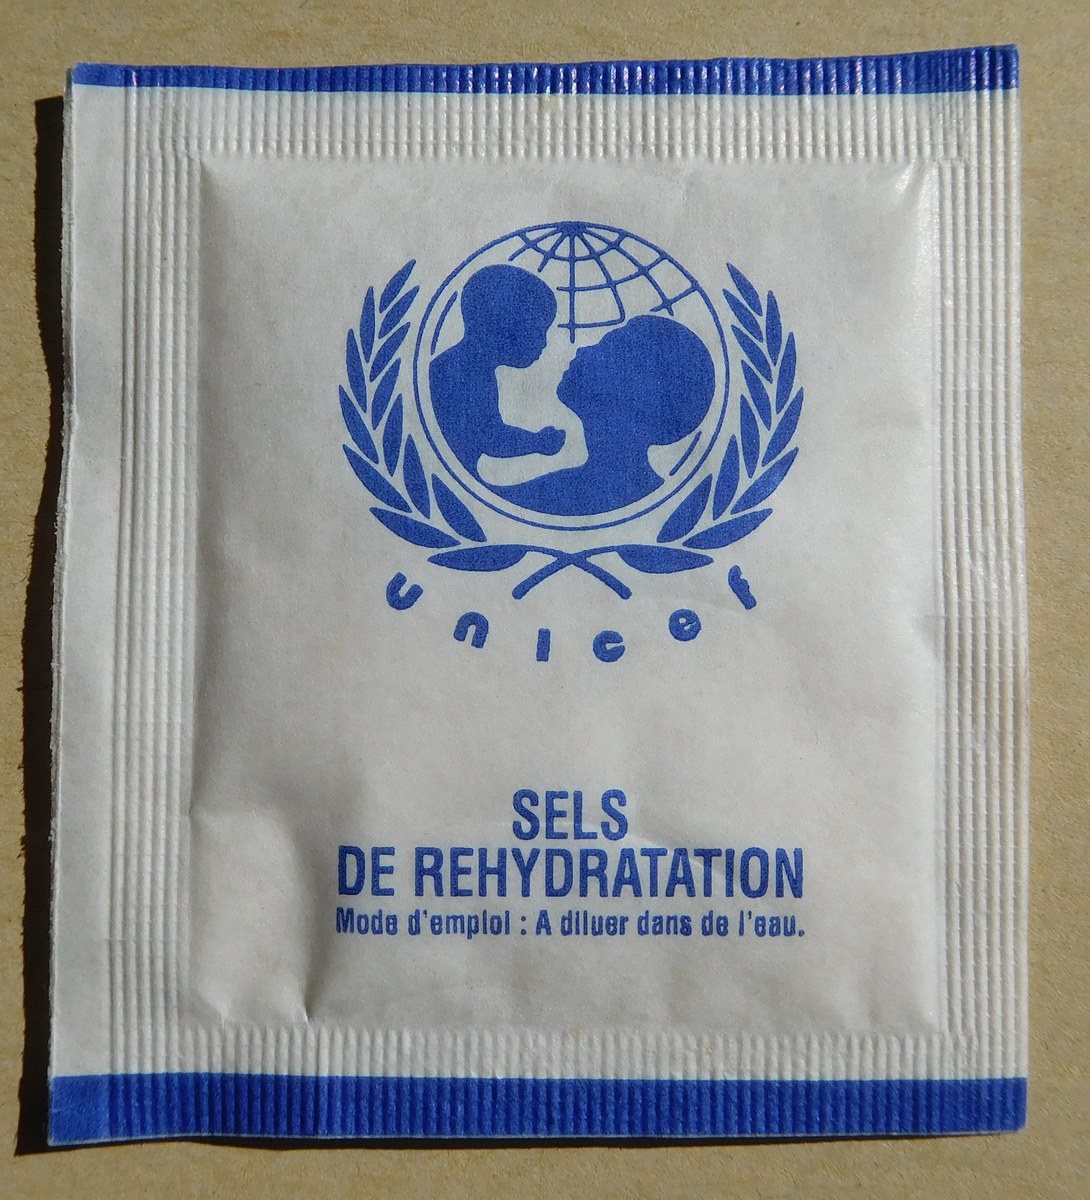 unicef
SELS
DE REHYDRATATION
Mode d'emploi : A diluer dans de l'eau.